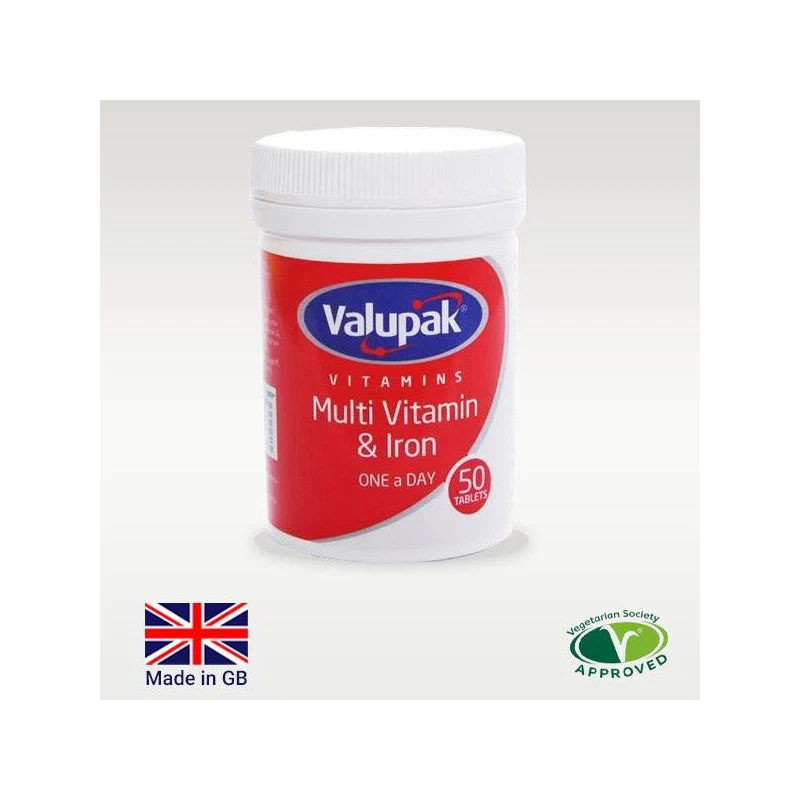 Valupak®
VITAMINS
Multi Vitamin
& Iron
ONE a DAY
50
TABLETS
Made in GB
Vegetarian Society
APPROVED